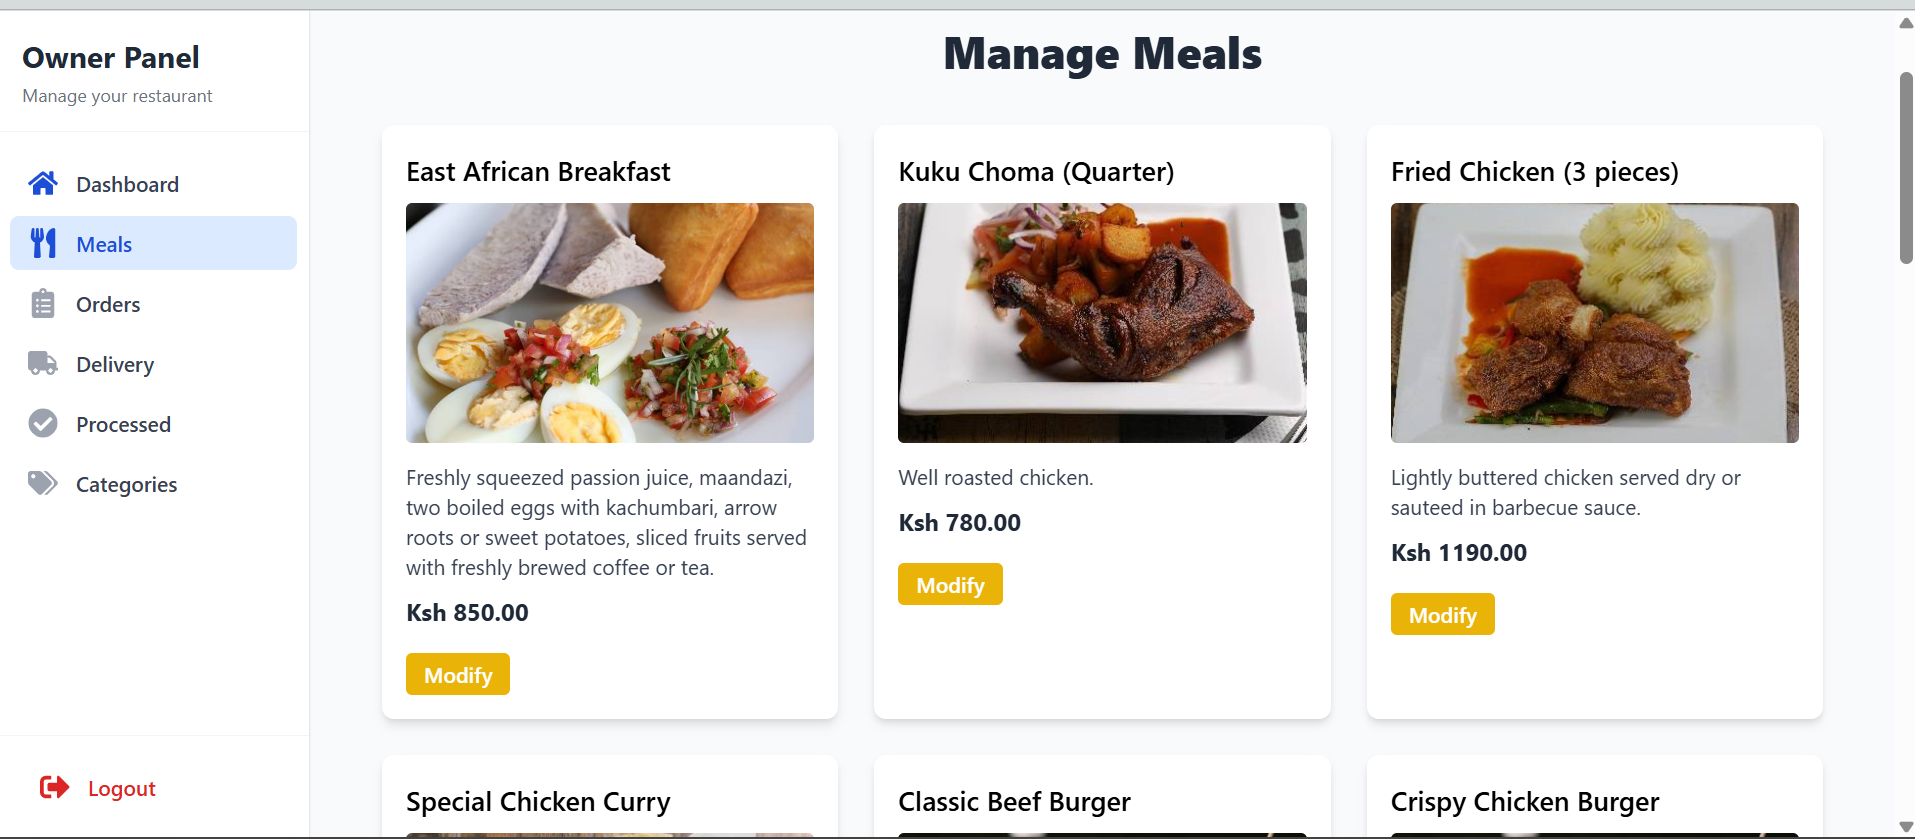 Owner Panel
Manage your restaurant
Dashboard
Meals
Orders
Delivery
Processed
Categories
Logout
Manage Meals
East African Breakfast
Freshly squeezed passion juice, maandazi,
two boiled eggs with kachumbari, arrow
roots or sweet potatoes, sliced fruits served
with freshly brewed coffee or tea.
Ksh 850.00
Modify
Kuku Choma (Quarter)
Well roasted chicken.
Ksh 780.00
Modify
Fried Chicken (3 pieces)
Lightly buttered chicken served dry or
sauteed in barbecue sauce.
Ksh 1190.00
Modify
Special Chicken Curry
Classic Beef Burger
Crispy Chicken Burger